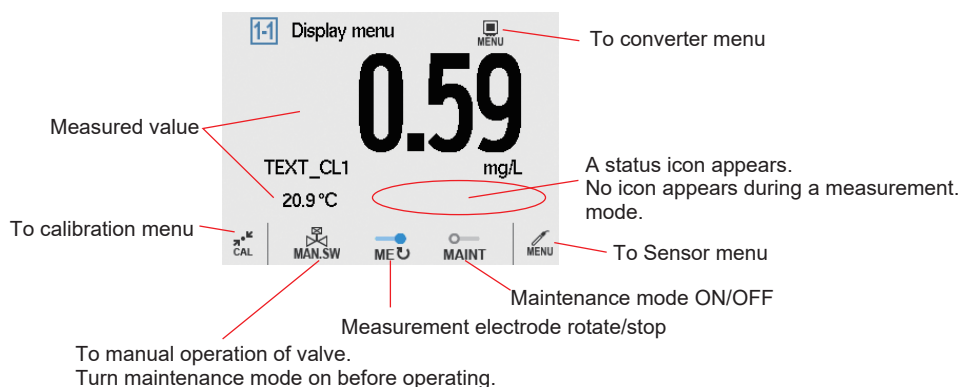 1-1 Display menu
MENU
To converter menu
0.59
Measured value
TEXT_CL1
mg/L
A status icon appears.
No icon appears during a measurement.
mode.
20.9 °C
To calibration menu
CAL
MAN.SW
ME
MAINT
MENU
To Sensor menu
Maintenance mode ON/OFF
Measurement electrode rotate/stop
To manual operation of valve.
Turn maintenance mode on before operating.